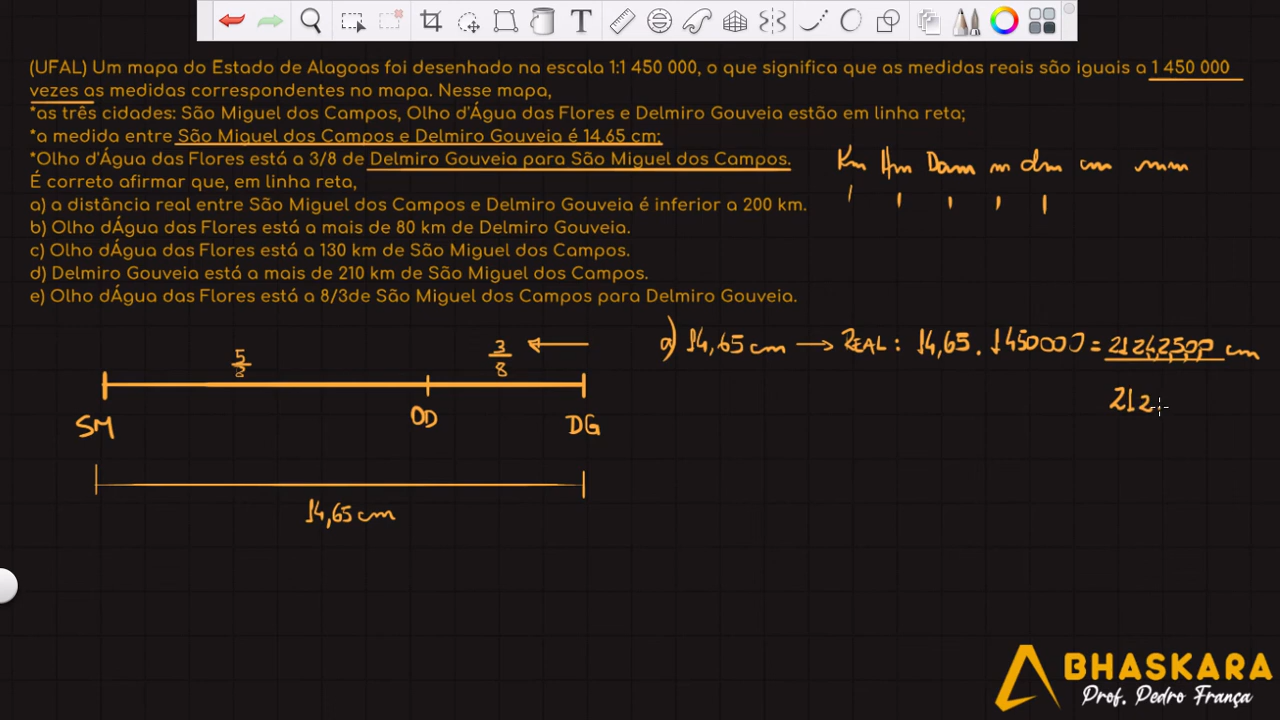 (UFAL) Um mapa do Estado de Alagoas foi desenhado na escala 1:1 450 000, o que significa que as medidas reais são iguais a 1 450 000
vezes as medidas correspondentes no mapa. Nesse mapa,
*as três cidades: São Miguel dos Campos, Olho d'Água das Flores e Delmiro Gouveia estão em linha reta;
*a medida entre São Miguel dos Campos e Delmiro Gouveia é 14,65 cm;
*Olho d'Água das Flores está a 3/8 de Delmiro Gouveia para São Miguel dos Campos.
É correto afirmar que, em linha reta,
a) a distância real entre São Miguel dos Campos e Delmiro Gouveia é inferior a 200 km.
b) Olho dÁgua das Flores está a mais de 80 km de Delmiro Gouveia.
c) Olho dÁgua das Flores está a 130 km de São Miguel dos Campos.
d) Delmiro Gouveia está a mais de 210 km de São Miguel dos Campos.
e) Olho dÁgua das Flores está a 8/3de São Miguel dos Campos para Delmiro Gouveia.
Km Hm Dam m dm cm mm
5/8 3/8
SM OD DG
14,65 cm
a) 14,65 cm → REAL: 14,65 . 1450000 = 21242500 cm
212
BHASKARA
Prof. Pedro França